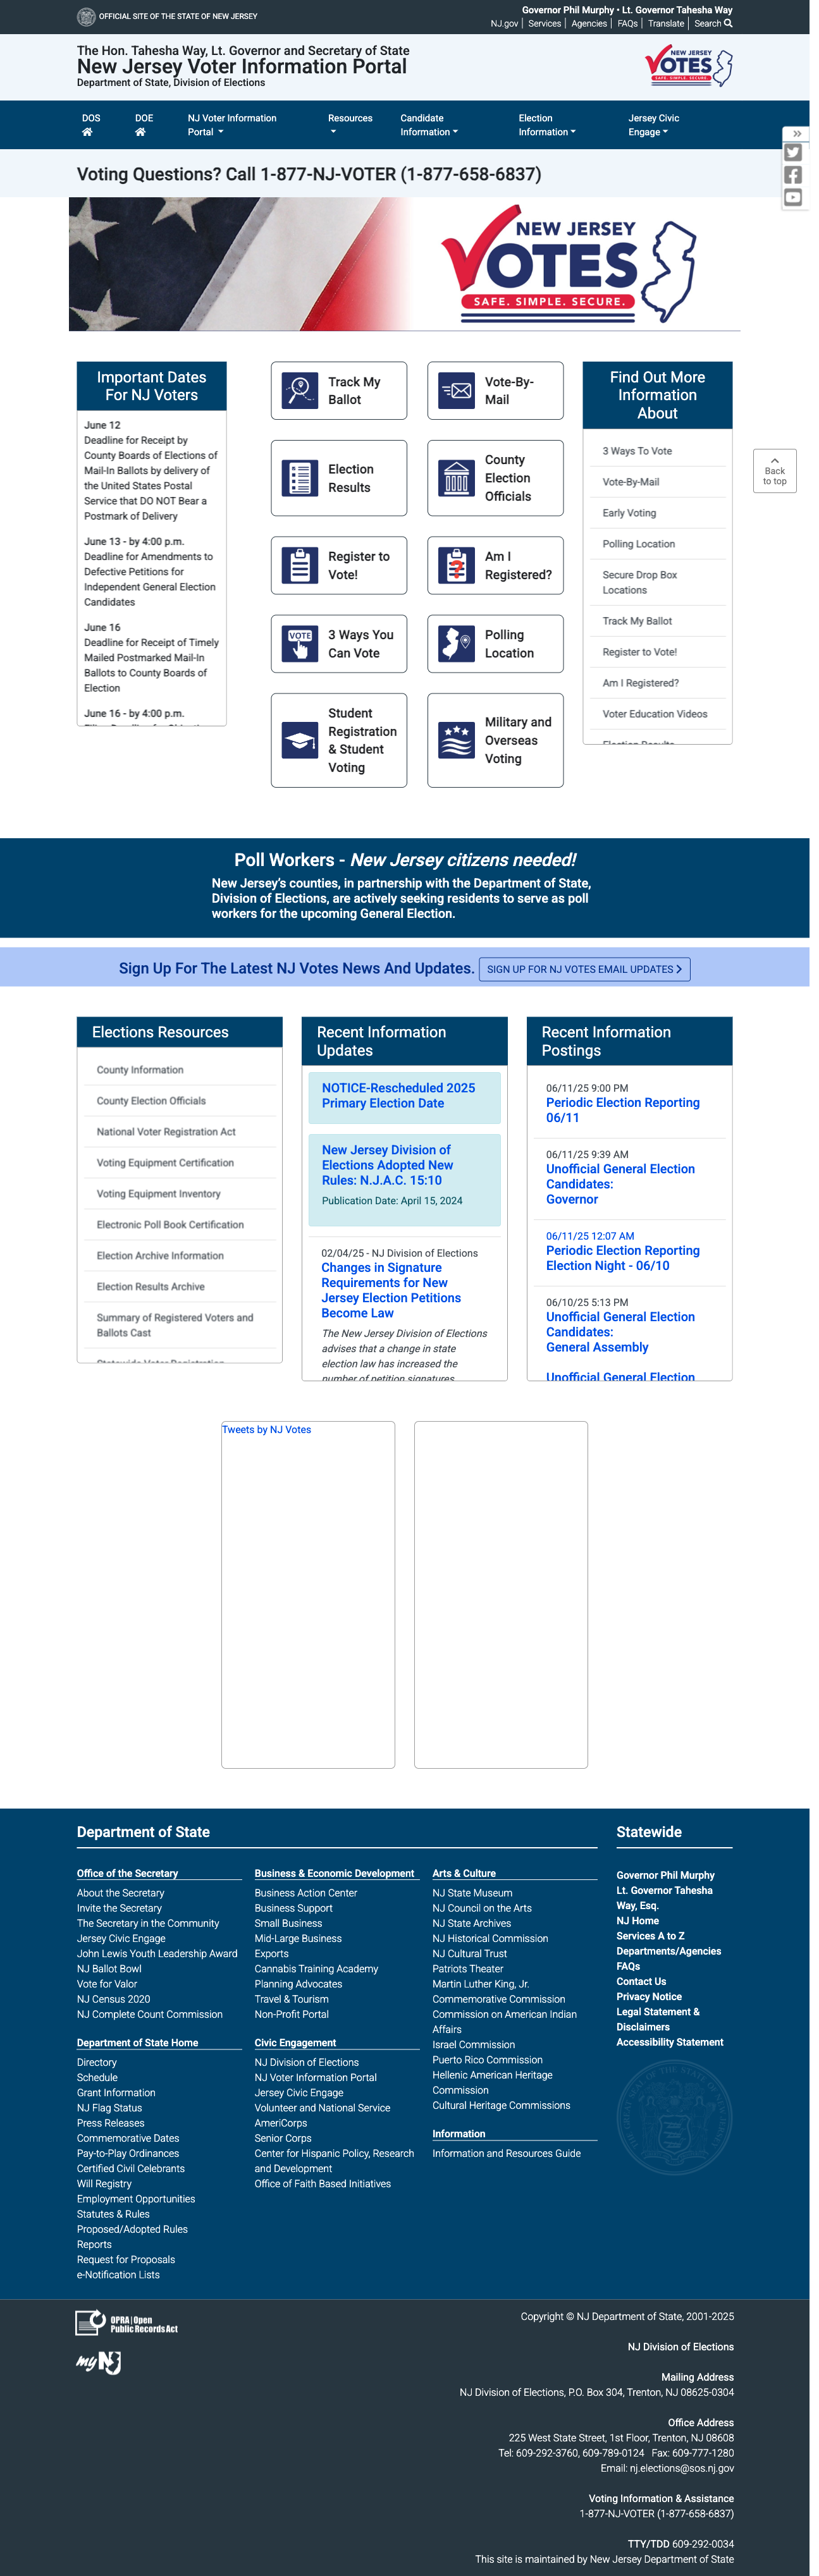 OFFICIAL SITE OF THE STATE OF NEW JERSEY
Governor Phil Murphy • Lt. Governor Tahesha Way
NJ.gov | Services | Agencies | FAQs | Translate | Search
The Hon. Tahesha Way, Lt. Governor and Secretary of State
New Jersey Voter Information Portal
Department of State, Division of Elections
NEW JERSEY
VOTES
SAFE. SIMPLE. SECURE.
DOS
DOE
NJ Voter Information
Portal
Resources
Candidate
Information
Election
Information
Jersey Civic
Engage
Voting Questions? Call 1-877-NJ-VOTER (1-877-658-6837)
NEW JERSEY
VOTES
SAFE. SIMPLE. SECURE.
Important Dates
For NJ Voters
June 12
Deadline for Receipt by
County Boards of Elections of
Mail-In Ballots by delivery of
the United States Postal
Service that DO NOT Bear a
Postmark of Delivery
June 13 - by 4:00 p.m.
Deadline for Amendments to
Defective Petitions for
Independent General Election
Candidates
June 16
Deadline for Receipt of Timely
Mailed Postmarked Mail-In
Ballots to County Boards of
Election
June 16 - by 4:00 p.m.
Track My
Ballot
Vote-By-
Mail
Election
Results
County
Election
Officials
Register to
Vote!
?
Am I
Registered?
VOTE
3 Ways You
Can Vote
Polling
Location
Student
Registration
& Student
Voting
Military and
Overseas
Voting
Find Out More
Information
About
3 Ways To Vote
Vote-By-Mail
Early Voting
Polling Location
Secure Drop Box
Locations
Track My Ballot
Register to Vote!
Am I Registered?
Voter Education Videos
Election Results
Back
to top
Poll Workers - New Jersey citizens needed!
New Jersey's counties, in partnership with the Department of State,
Division of Elections, are actively seeking residents to serve as poll
workers for the upcoming General Election.
Sign Up For The Latest NJ Votes News And Updates. SIGN UP FOR NJ VOTES EMAIL UPDATES
Elections Resources
County Information
County Election Officials
National Voter Registration Act
Voting Equipment Certification
Voting Equipment Inventory
Electronic Poll Book Certification
Election Archive Information
Election Results Archive
Summary of Registered Voters and
Ballots Cast
Statewide Voter Registration
Recent Information
Updates
NOTICE-Rescheduled 2025
Primary Election Date
New Jersey Division of
Elections Adopted New
Rules: N.J.A.C. 15:10
Publication Date: April 15, 2024
02/04/25 - NJ Division of Elections
Changes in Signature
Requirements for New
Jersey Election Petitions
Become Law
The New Jersey Division of Elections
advises that a change in state
election law has increased the
number of petition signatures
Recent Information
Postings
06/11/25 9:00 PM
Periodic Election Reporting
06/11
06/11/25 9:39 AM
Unofficial General Election
Candidates:
Governor
06/11/25 12:07 AM
Periodic Election Reporting
Election Night - 06/10
06/10/25 5:13 PM
Unofficial General Election
Candidates:
General Assembly
Unofficial General Election
Tweets by NJ Votes
Department of State
Office of the Secretary
About the Secretary
Invite the Secretary
The Secretary in the Community
Jersey Civic Engage
John Lewis Youth Leadership Award
NJ Ballot Bowl
Vote for Valor
NJ Census 2020
NJ Complete Count Commission
Department of State Home
Directory
Schedule
Grant Information
NJ Flag Status
Press Releases
Commemorative Dates
Pay-to-Play Ordinances
Certified Civil Celebrants
Will Registry
Employment Opportunities
Statutes & Rules
Proposed/Adopted Rules
Reports
Request for Proposals
e-Notification Lists
Business & Economic Development
Business Action Center
Business Support
Small Business
Mid-Large Business
Exports
Cannabis Training Academy
Planning Advocates
Travel & Tourism
Non-Profit Portal
Civic Engagement
NJ Division of Elections
NJ Voter Information Portal
Jersey Civic Engage
Volunteer and National Service
AmeriCorps
Senior Corps
Center for Hispanic Policy, Research
and Development
Office of Faith Based Initiatives
Arts & Culture
NJ State Museum
NJ Council on the Arts
NJ State Archives
NJ Historical Commission
NJ Cultural Trust
Patriots Theater
Martin Luther King, Jr.
Commemorative Commission
Commission on American Indian
Affairs
Israel Commission
Puerto Rico Commission
Hellenic American Heritage
Commission
Cultural Heritage Commissions
Information
Information and Resources Guide
Statewide
Governor Phil Murphy
Lt. Governor Tahesha
Way, Esq.
NJ Home
Services A to Z
Departments/Agencies
FAQs
Contact Us
Privacy Notice
Legal Statement &
Disclaimers
Accessibility Statement
OPRA | Open
Public Records Act
my NJ
Copyright © NJ Department of State, 2001-2025
NJ Division of Elections
Mailing Address
NJ Division of Elections, P.O. Box 304, Trenton, NJ 08625-0304
Office Address
225 West State Street, 1st Floor, Trenton, NJ 08608
Tel: 609-292-3760, 609-789-0124 Fax: 609-777-1280
Email: nj.elections@sos.nj.gov
Voting Information & Assistance
1-877-NJ-VOTER (1-877-658-6837)
TTY/TDD 609-292-0034
This site is maintained by New Jersey Department of State